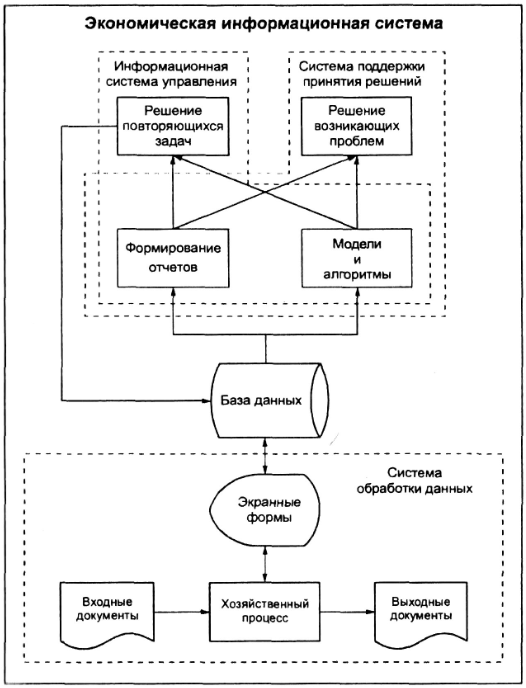 Экономическая информационная система
Информационная
система управления
Система поддержки
принятия решений
Решение
повторяющихся
задач
Решение
возникающих
проблем
Формирование
отчетов
Модели
и
алгоритмы
База данных
Система
обработки данных
Экранные
формы
Входные
документы
Хозяйственный
процесс
Выходные
документы